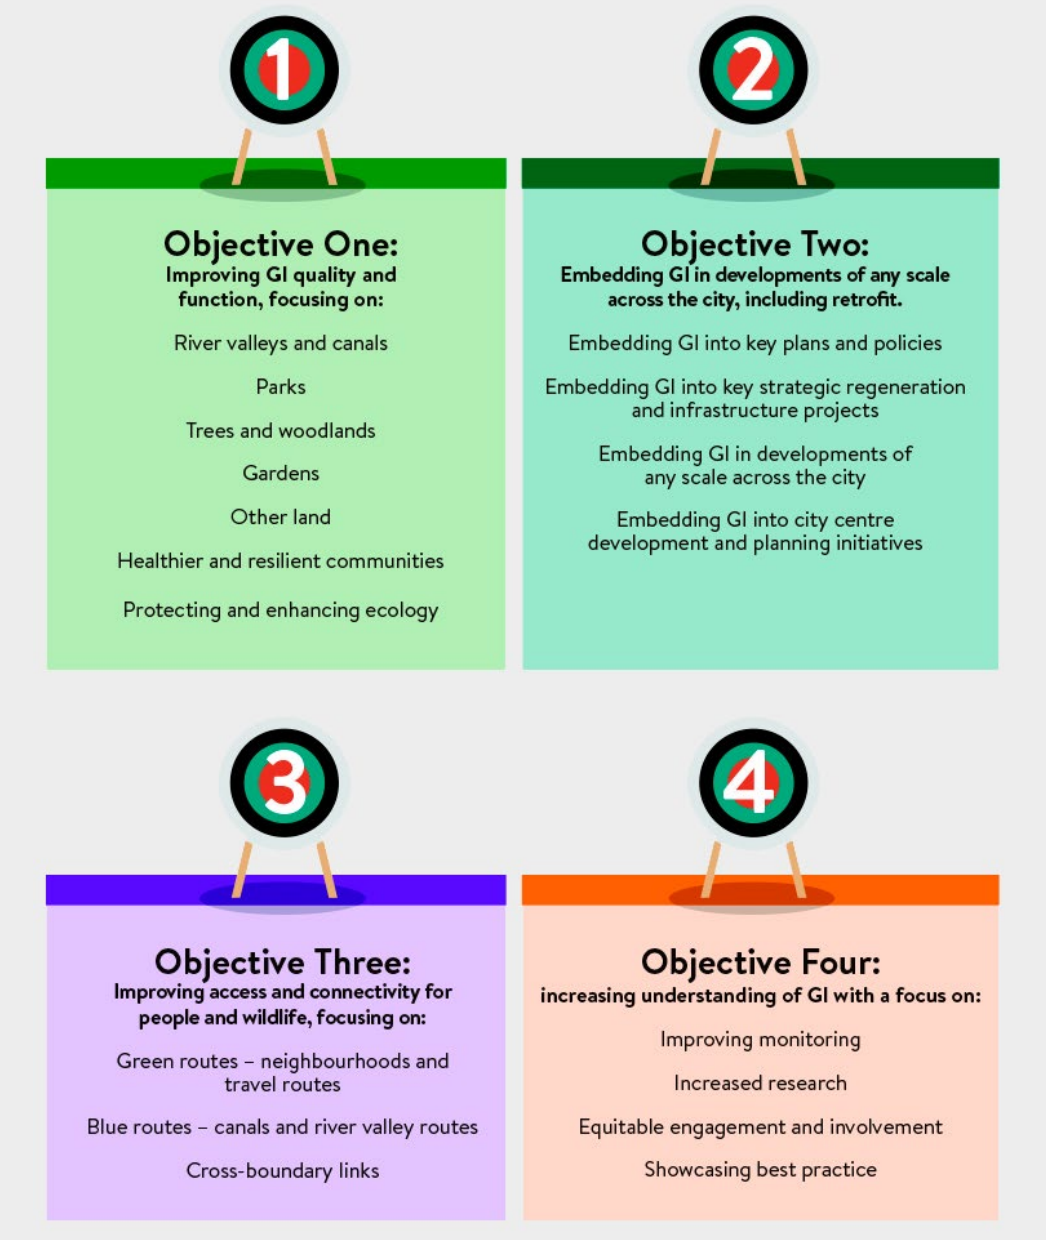 1
Objective One:
Improving GI quality and
function, focusing on:
River valleys and canals
Parks
Trees and woodlands
Gardens
Other land
Healthier and resilient communities
Protecting and enhancing ecology
2
Objective Two:
Embedding GI in developments of any scale
across the city, including retrofit.
Embedding GI into key plans and policies
Embedding GI into key strategic regeneration
and infrastructure projects
Embedding GI in developments of
any scale across the city
Embedding GI into city centre
development and planning initiatives
3
Objective Three:
Improving access and connectivity for
people and wildlife, focusing on:
Green routes – neighbourhoods and
travel routes
Blue routes – canals and river valley routes
Cross-boundary links
4
Objective Four:
increasing understanding of GI with a focus on:
Improving monitoring
Increased research
Equitable engagement and involvement
Showcasing best practice